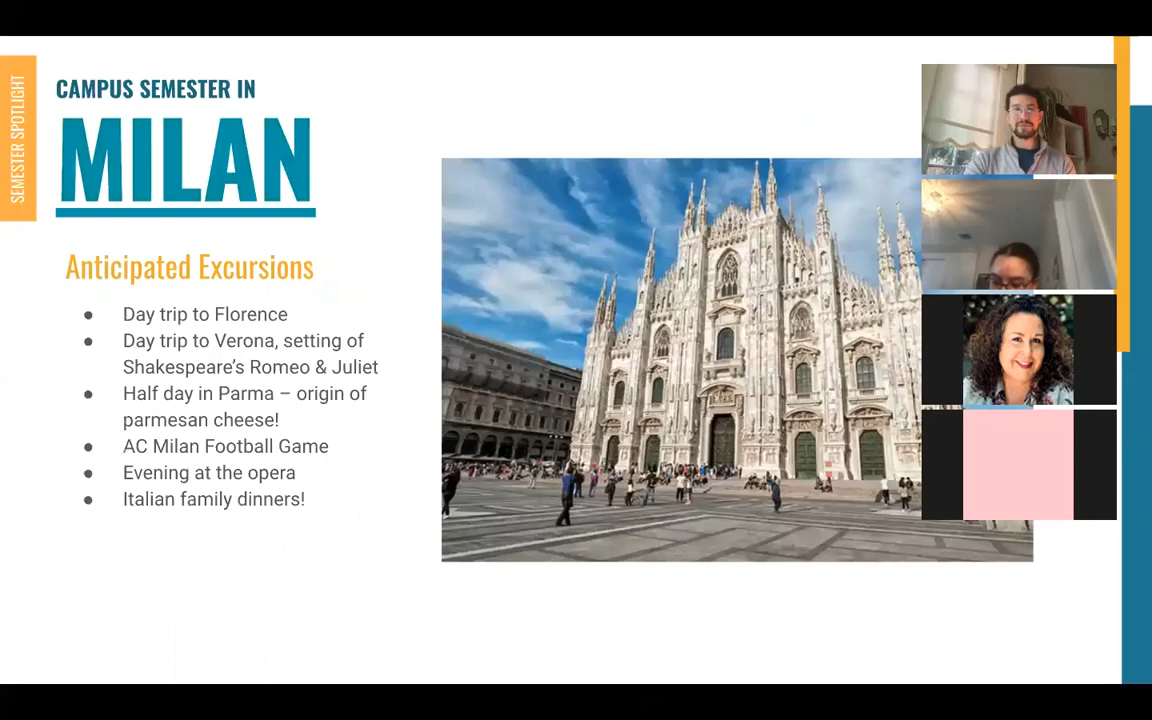 SEMESTER SPOTLIGHT
CAMPUS SEMESTER IN
MILAN
Anticipated Excursions
● Day trip to Florence
● Day trip to Verona, setting of
Shakespeare’s Romeo & Juliet
● Half day in Parma – origin of
parmesan cheese!
● AC Milan Football Game
● Evening at the opera
● Italian family dinners!